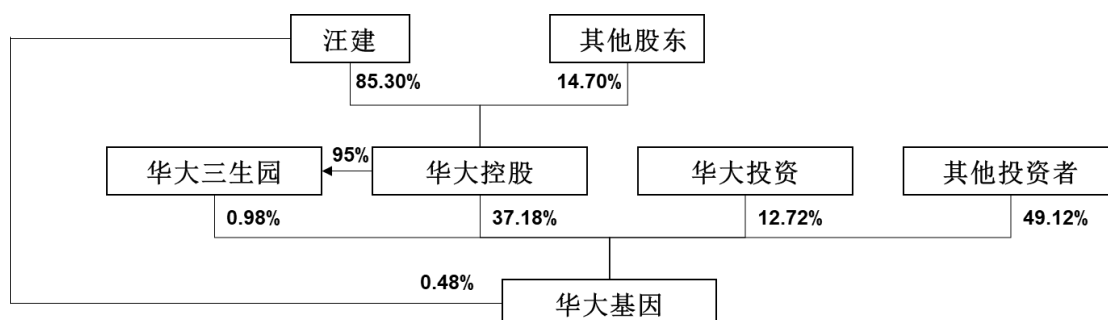 汪建
其他股东
85.30%
14.70%
华大三生园
95%
华大控股
华大投资
其他投资者
0.98%
37.18%
12.72%
49.12%
0.48%
华大基因